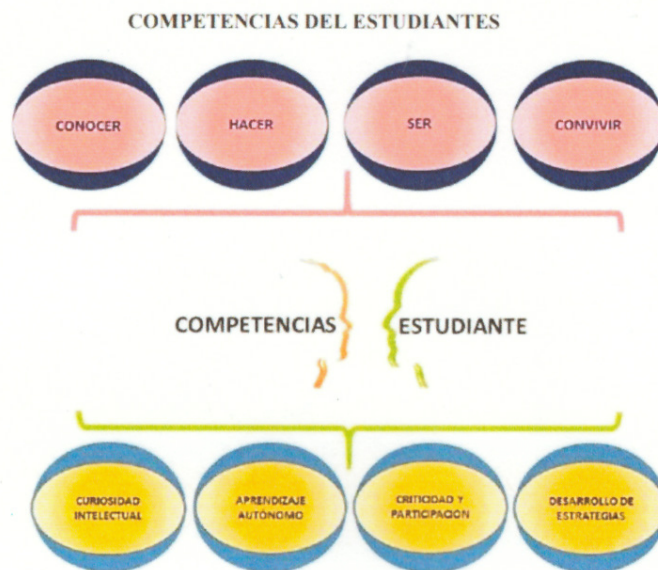 COMPETENCIAS DEL ESTUDIANTES
CONOCER
HACER
SER
CONVIVIR
COMPETENCIAS
ESTUDIANTE
CURIOSIDAD
INTELECTUAL
APRENDIZAJE
AUTÓNOMO
CRITICIDAD Y
PARTICIPACION
DESARROLLO DE
ESTRATEGIAS